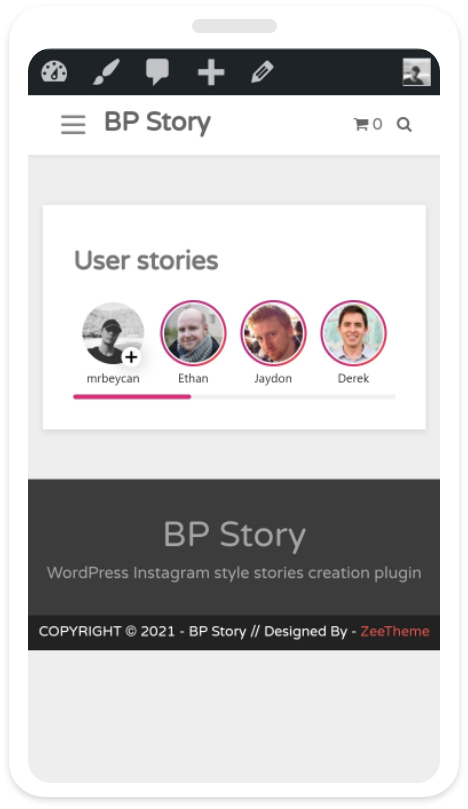 BP Story
0
User stories
mrbeycan Ethan Jaydon Derek
BP Story
WordPress Instagram style stories creation plugin
COPYRIGHT © 2021 - BP Story // Designed By - ZeeTheme